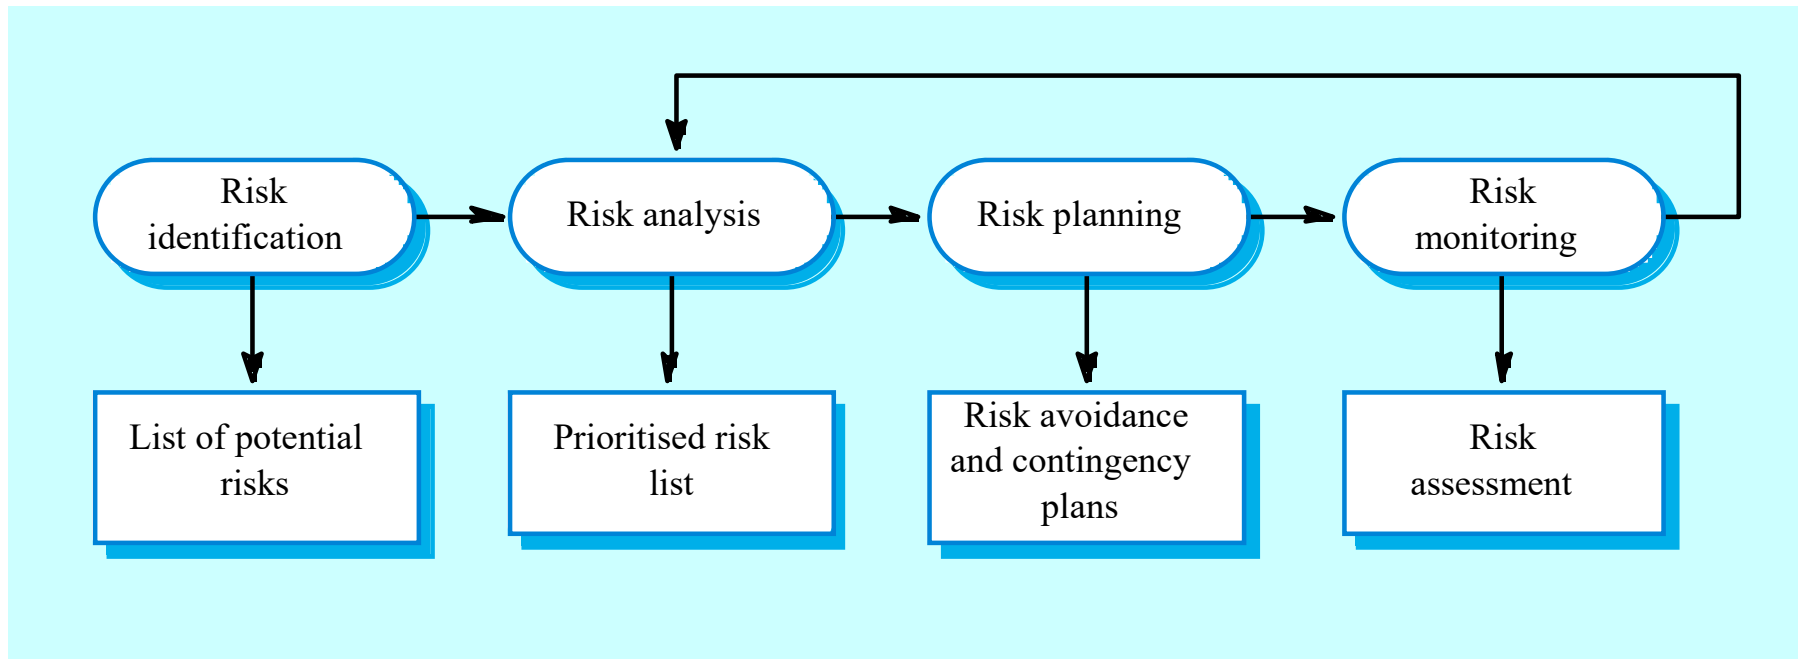 Risk
identification
Risk analysis
Risk planning
Risk
monitoring
List of potential
risks
Prioritised risk
list
Risk avoidance
and contingency
plans
Risk
assessment